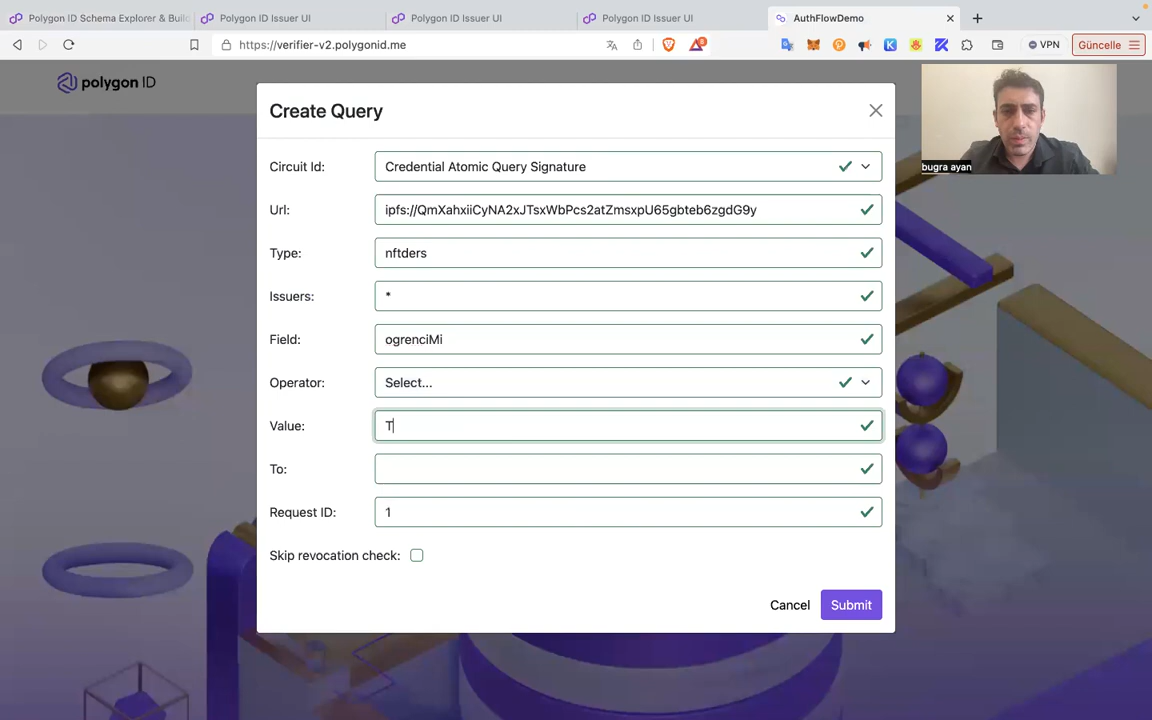 Polygon ID Schema Explorer & Build
Polygon ID Issuer UI
Polygon ID Issuer UI
Polygon ID Issuer UI
AuthFlowDemo
https://verifier-v2.polygonid.me
VPN
Güncelle
polygon ID
bugra ayan
Create Query
Circuit Id:
Credential Atomic Query Signature
Url:
ipfs://QmXahxiiCyNA2xJTsxWbPcs2atZmsxpU65gbteb6zgdG9y
Type:
nftders
Issuers:
*
Field:
ogrenciMi
Operator:
Select...
Value:
T
To:
Request ID:
1
Skip revocation check:
Cancel
Submit